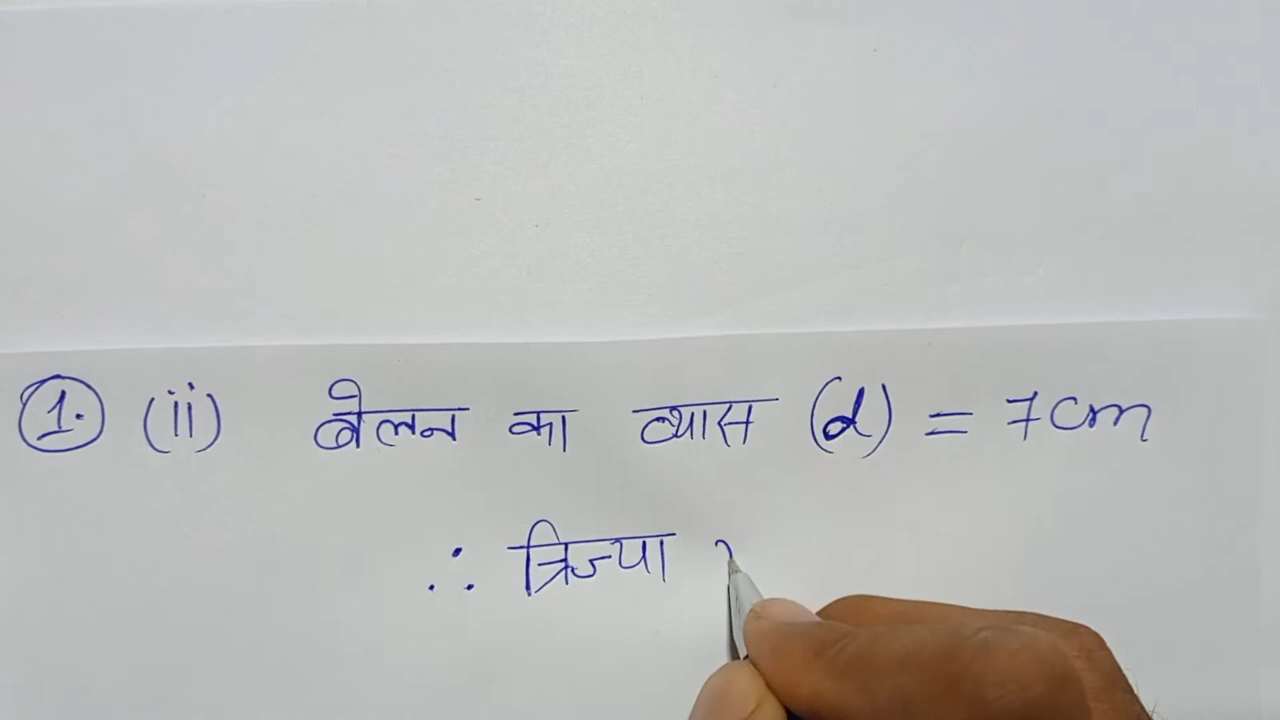 1. (ii) बेलन का व्यास (d) = 7cm
∴ त्रिज्या